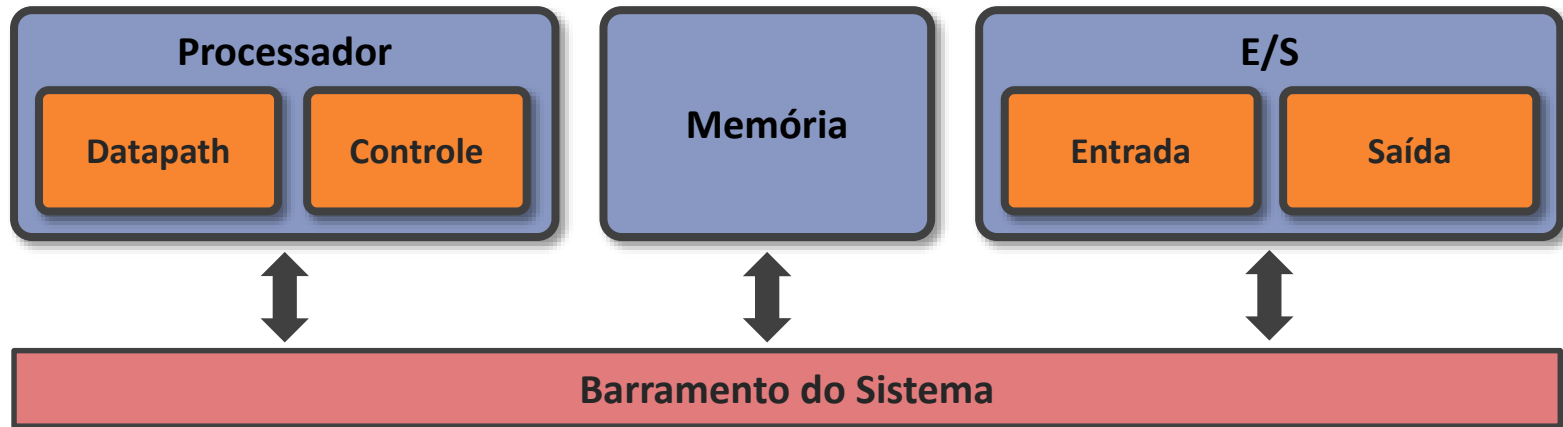 Processador
Datapath
Controle
Memória
E/S
Entrada
Saída
Barramento do Sistema